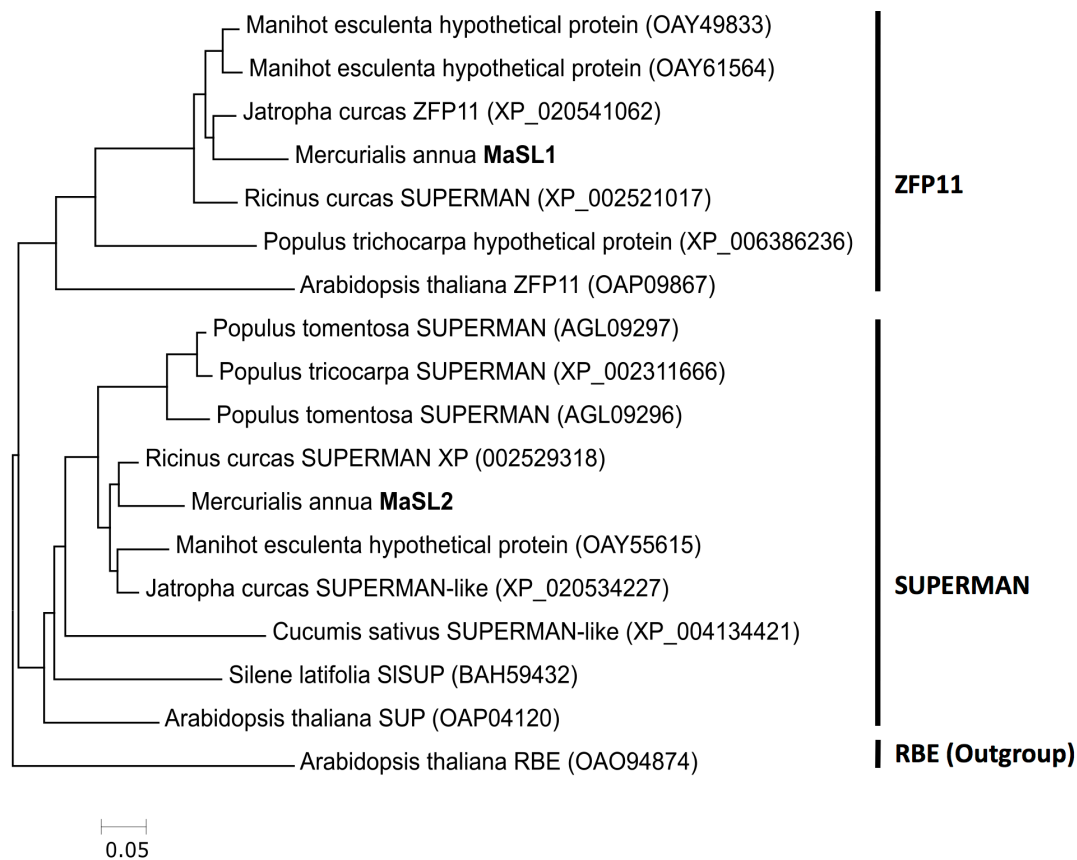 Manihot esculenta hypothetical protein (OAY49833)
Manihot esculenta hypothetical protein (OAY61564)
Jatropha curcas ZFP11 (XP_020541062)
Mercurialis annua MaSL1
Ricinus curcas SUPERMAN (XP_002521017)
Populus trichocarpa hypothetical protein (XP_006386236)
Arabidopsis thaliana ZFP11 (OAP09867)
ZFP11
Populus tomentosa SUPERMAN (AGL09297)
Populus tricocarpa SUPERMAN (XP_002311666)
Populus tomentosa SUPERMAN (AGL09296)
Ricinus curcas SUPERMAN XP (002529318)
Mercurialis annua MaSL2
Manihot esculenta hypothetical protein (OAY55615)
Jatropha curcas SUPERMAN-like (XP_020534227)
Cucumis sativus SUPERMAN-like (XP_004134421)
Silene latifolia SlSUP (BAH59432)
Arabidopsis thaliana SUP (OAP04120)
SUPERMAN
Arabidopsis thaliana RBE (OAO94874)
RBE (Outgroup)
0.05